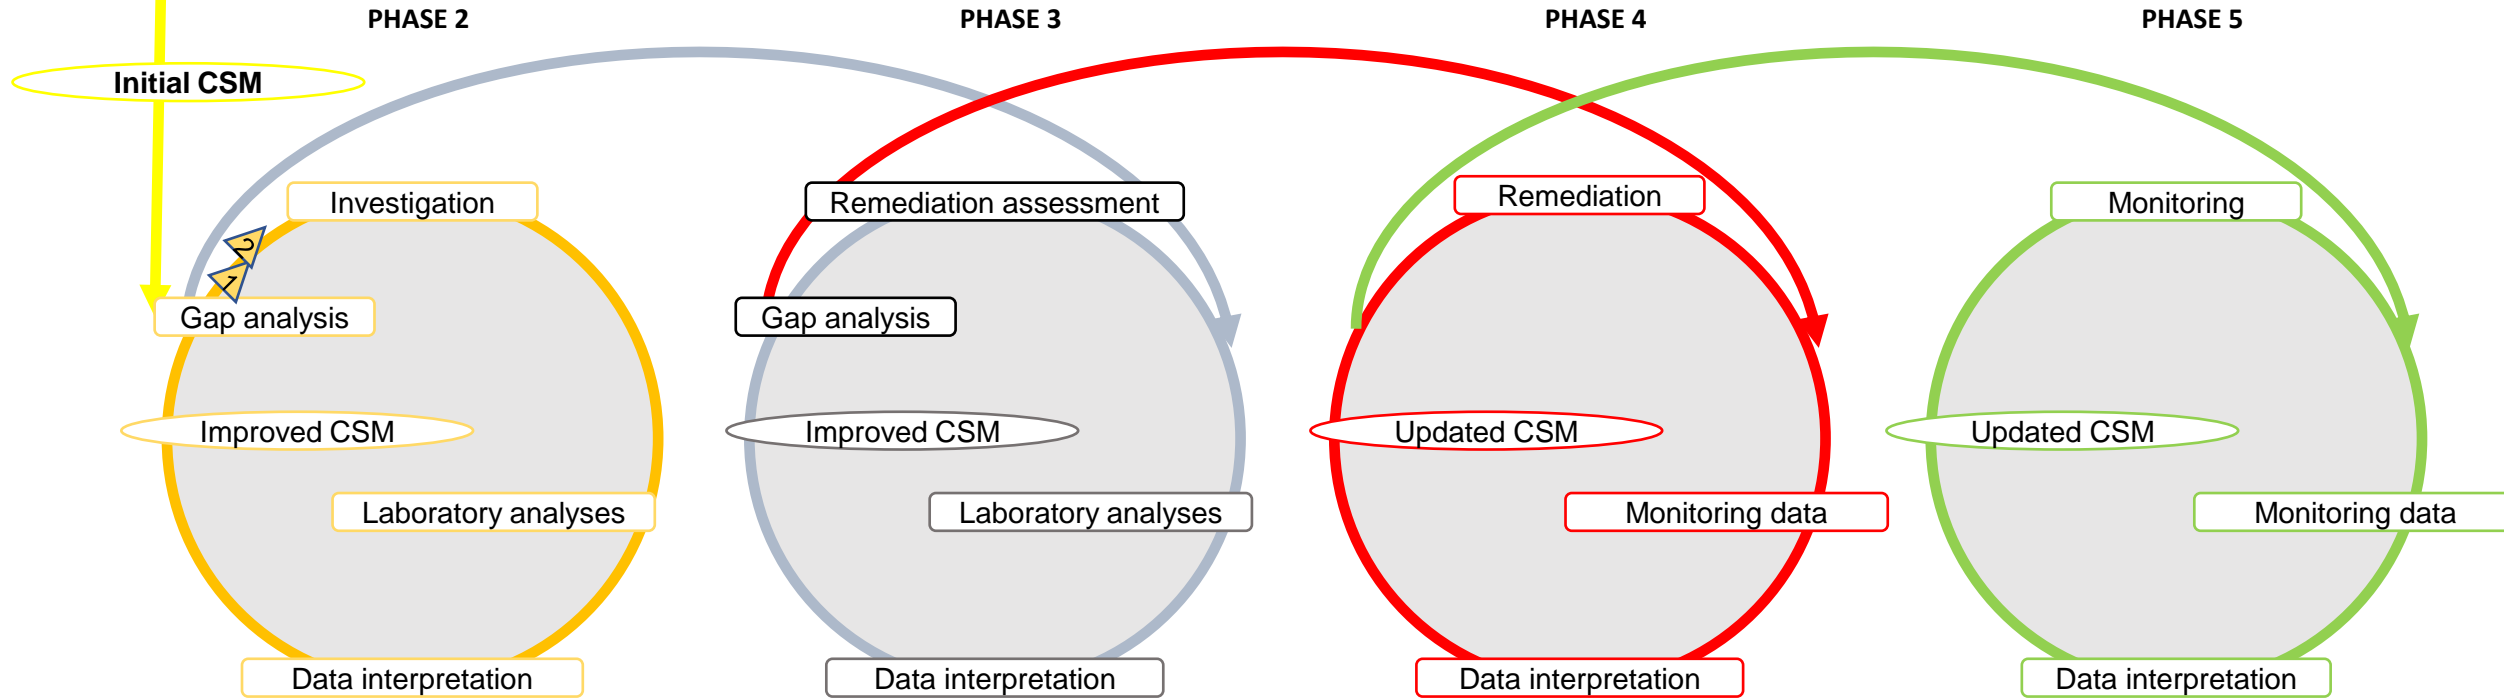 PHASE 2
PHASE 3
PHASE 4
PHASE 5
Initial CSM
Investigation
Remediation assessment
Remediation
Monitoring
2
1
Gap analysis
Gap analysis
Improved CSM
Improved CSM
Updated CSM
Updated CSM
Laboratory analyses
Laboratory analyses
Monitoring data
Monitoring data
Data interpretation
Data interpretation
Data interpretation
Data interpretation